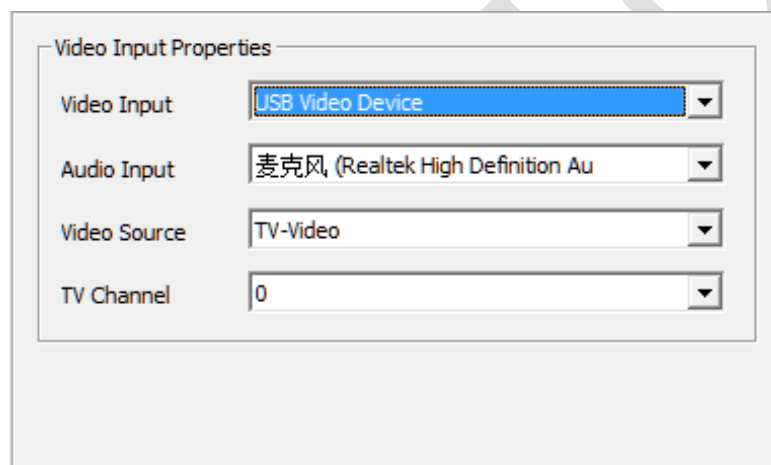 Video Input Properties
Video Input USB Video Device
Audio Input 麦克风 (Realtek High Definition Au
Video Source TV-Video
TV Channel 0